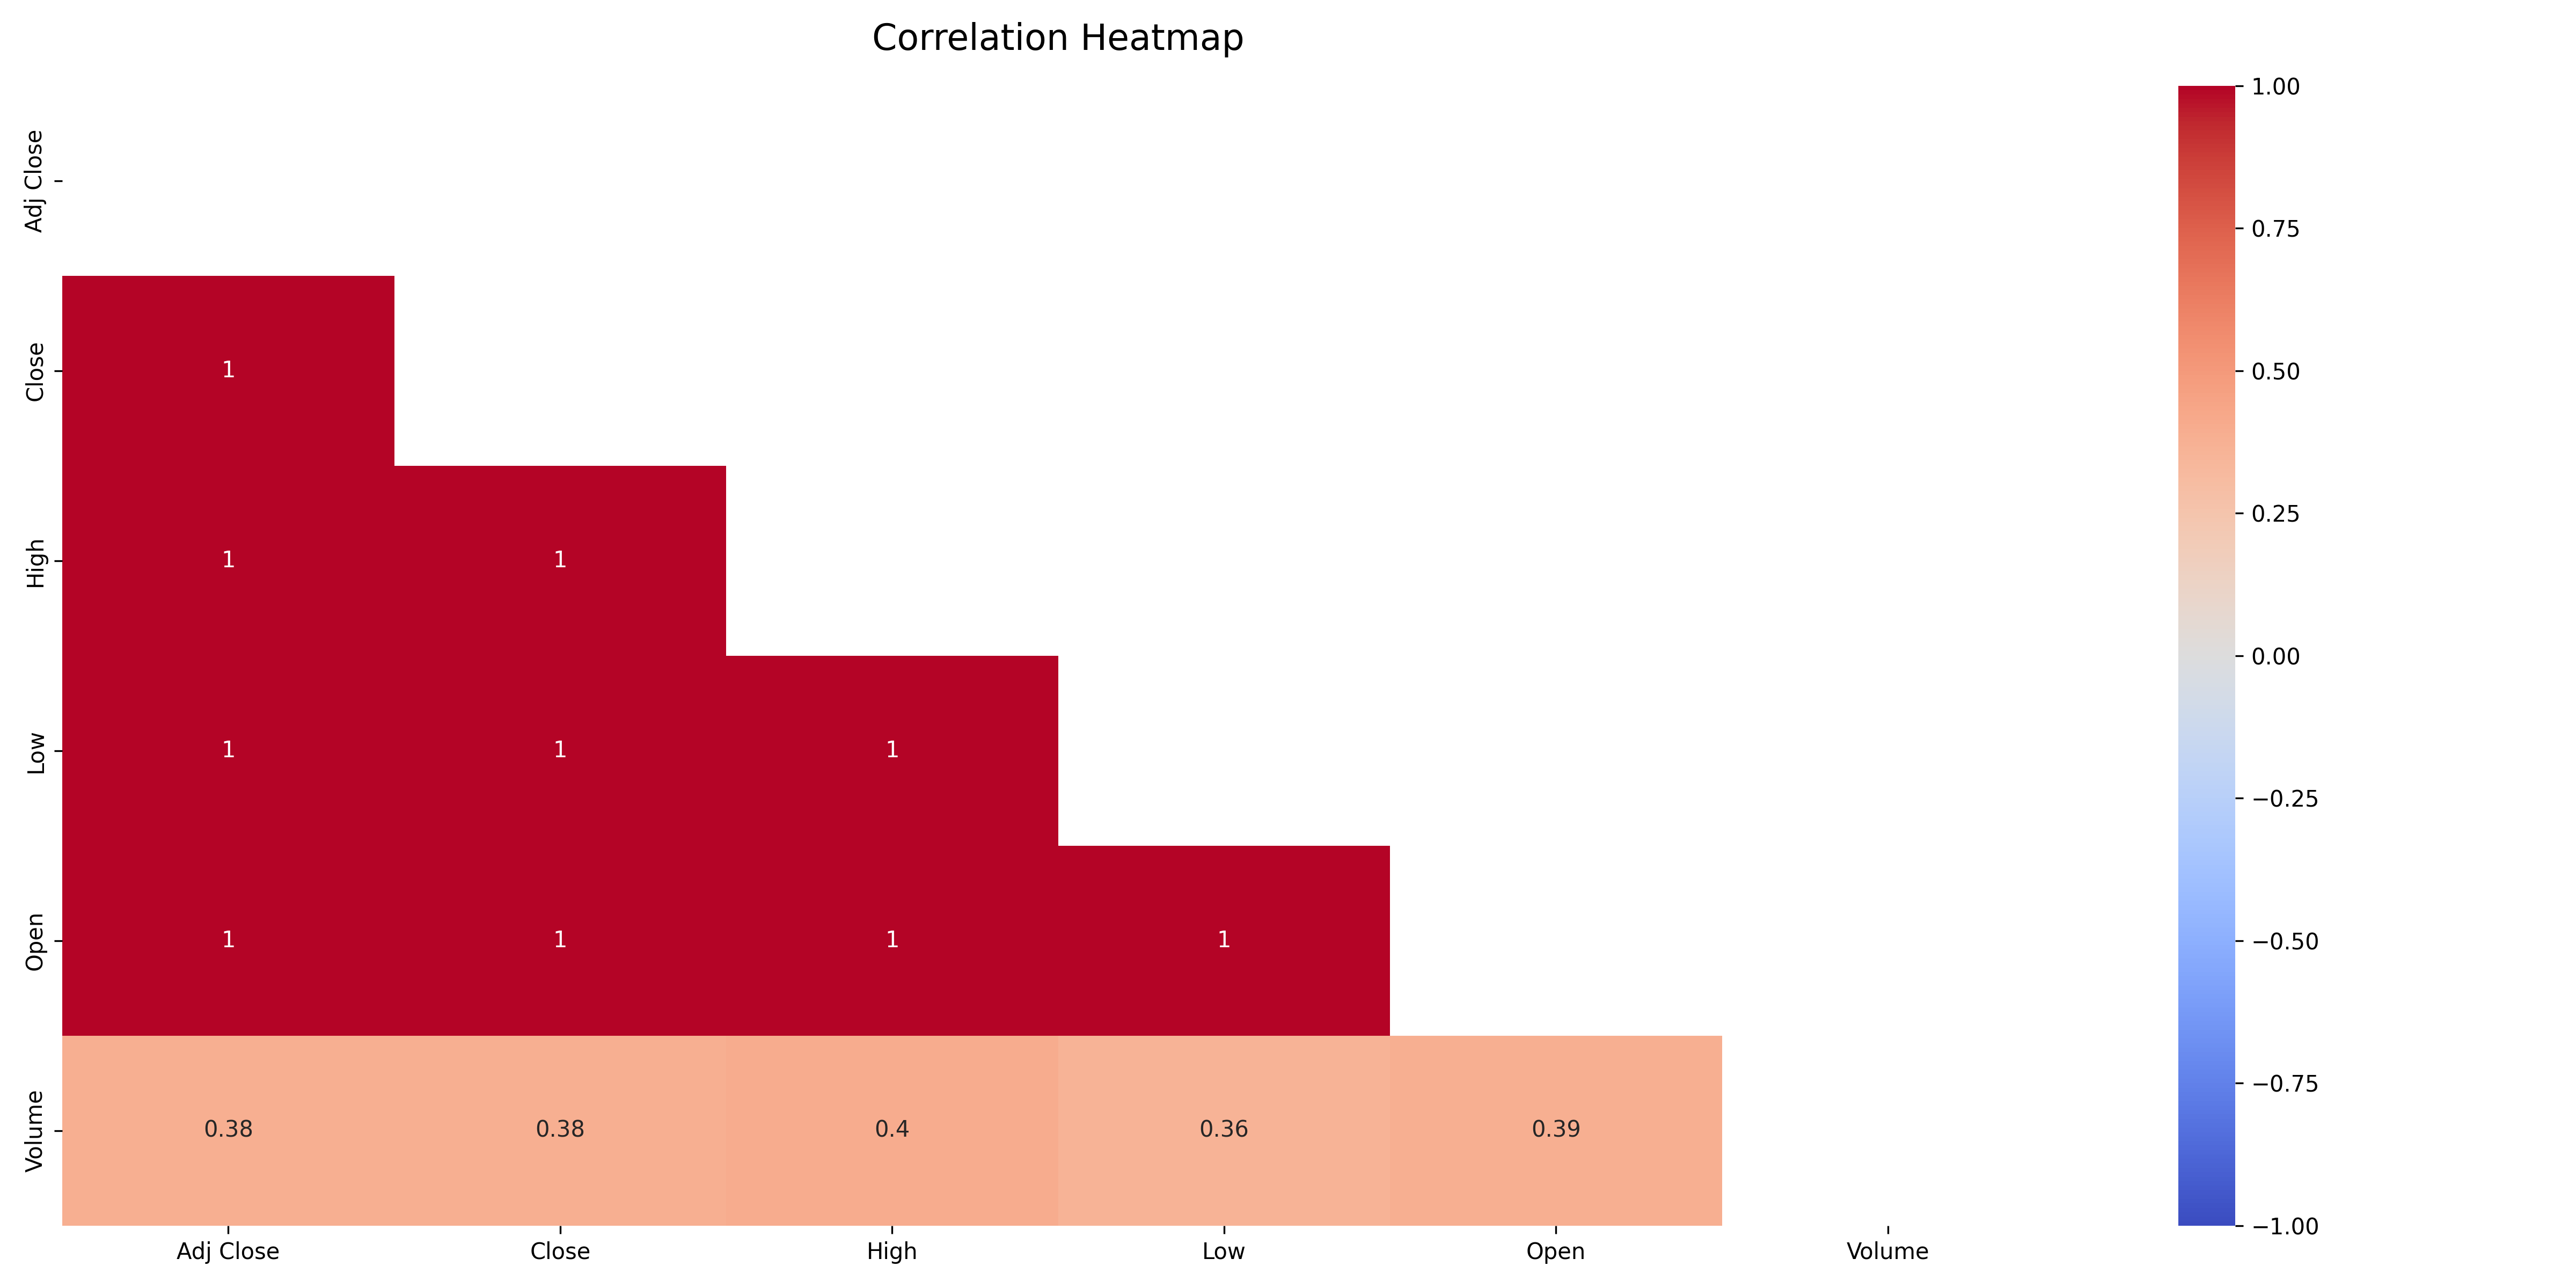 Correlation Heatmap
Adj Close
Close
1
High
1 1
Low
1 1 1
Open
1 1 1 1
Volume
0.38 0.38 0.4 0.36 0.39
Adj Close Close High Low Open Volume
1.00
0.75
0.50
0.25
0.00
−0.25
−0.50
−0.75
−1.00